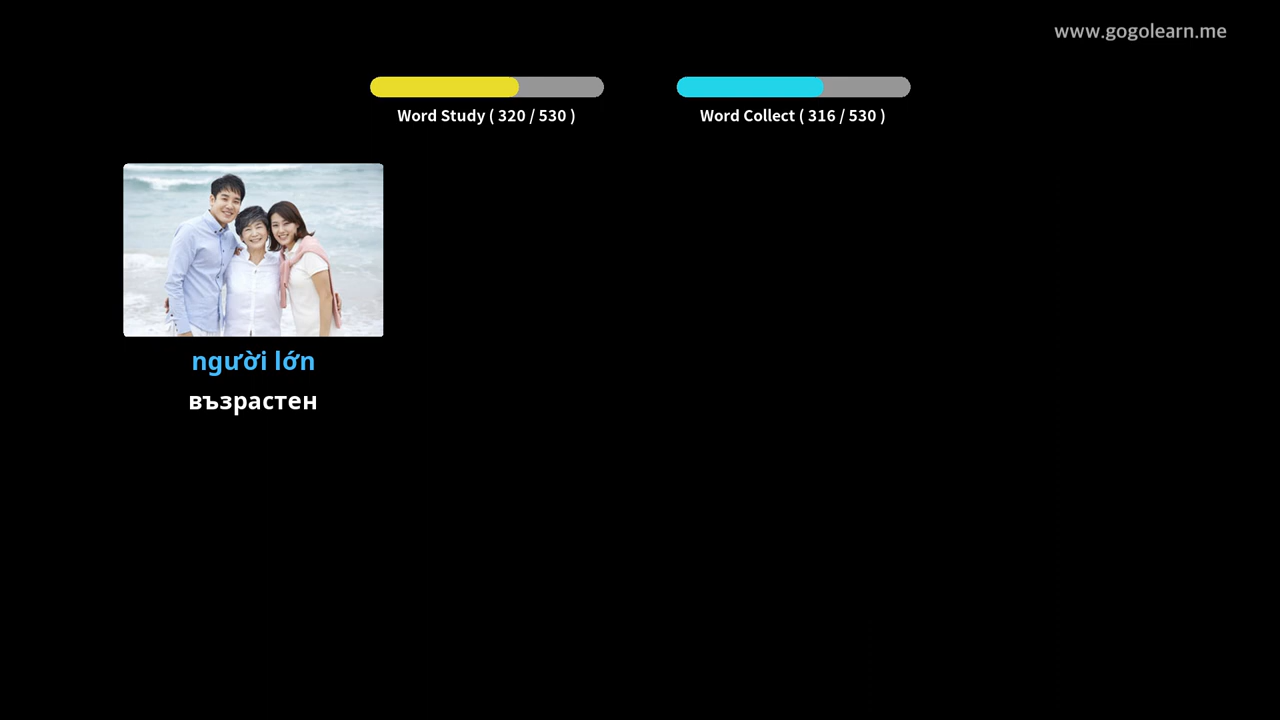 www.gogolearn.me
Word Study ( 320 / 530 )
Word Collect ( 316 / 530 )
người lớn
възрастен